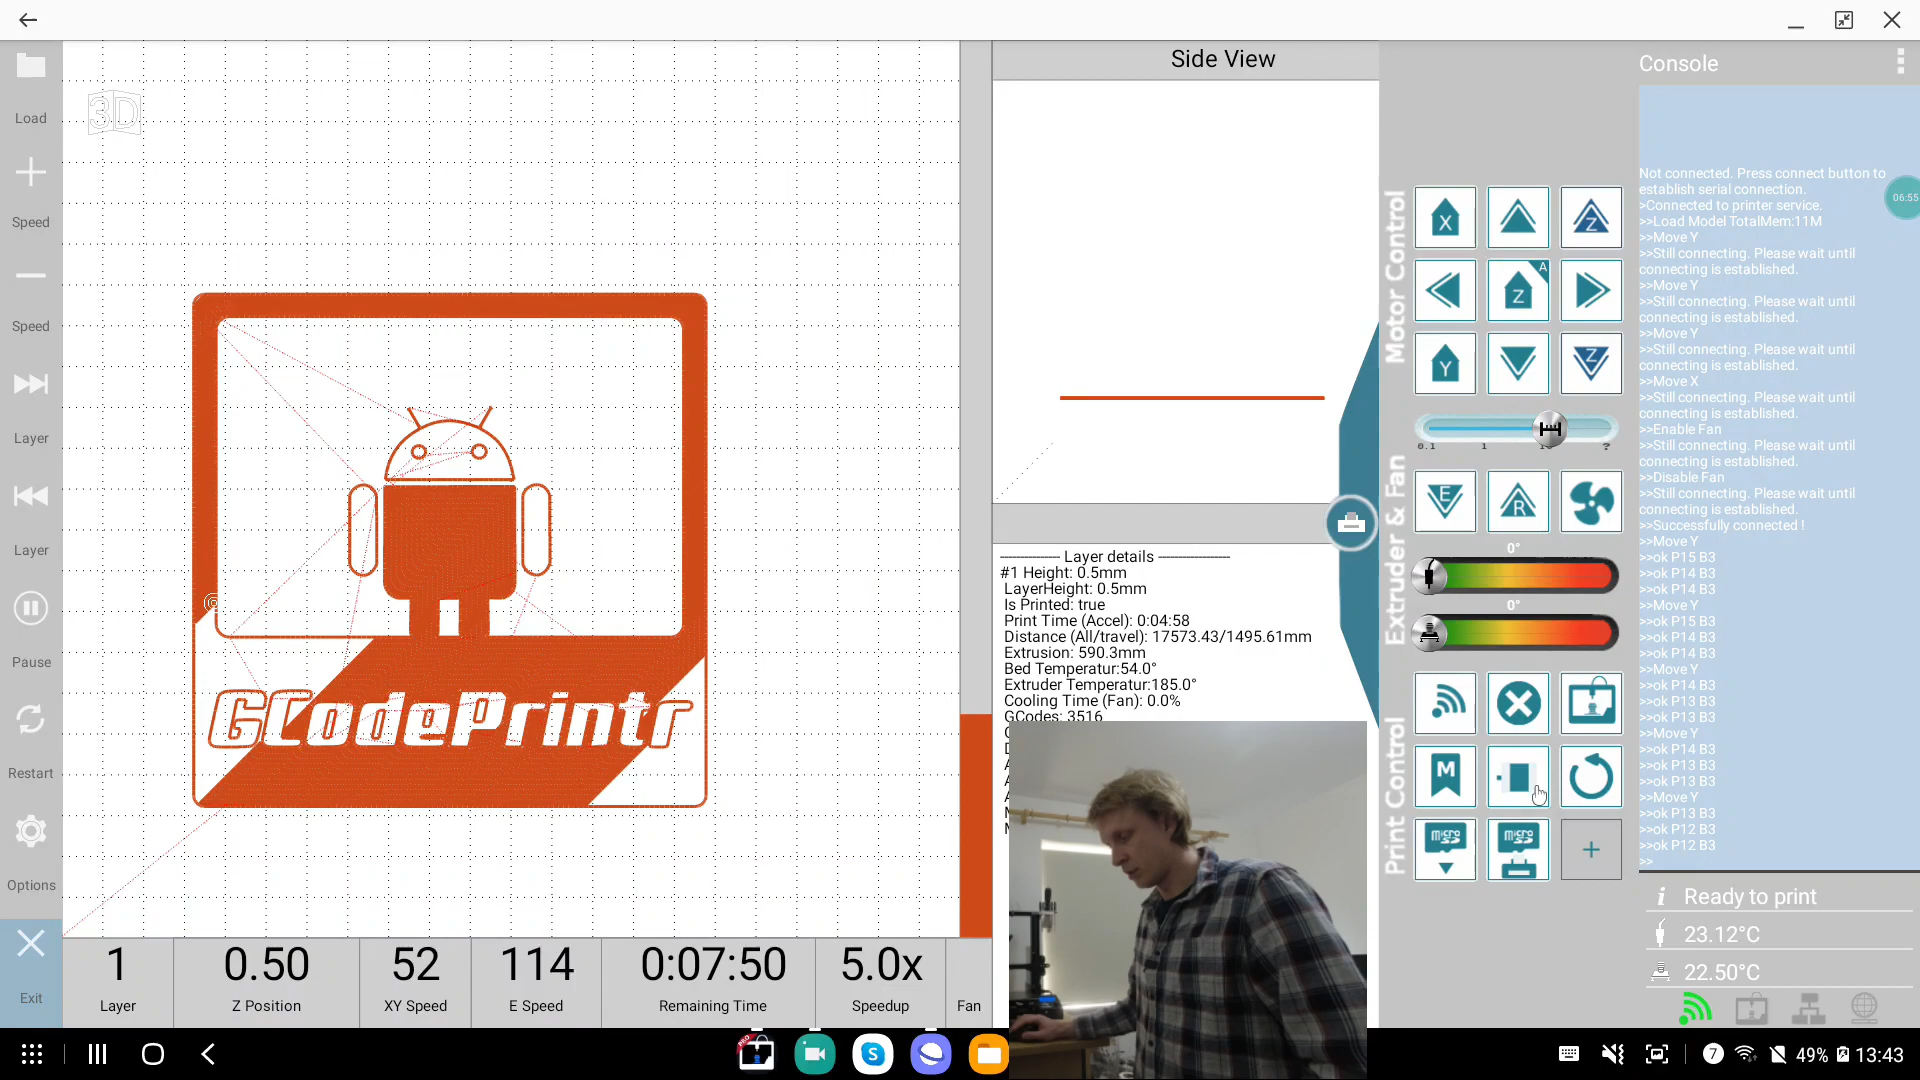 Load
Speed
Speed
Layer
Layer
Pause
Restart
Options
Exit
3D
GCodePrintr
1
Layer
0.50
Z Position
52
XY Speed
114
E Speed
0:07:50
Remaining Time
5.0x
Speedup
Fan
Side View
Layer details
#1 Height: 0.5mm
LayerHeight: 0.5mm
Is Printed: true
Print Time (Accel): 0:04:58
Distance (All/travel): 17573.43/1495.61mm
Extrusion: 590.3mm
Bed Temperatur:54.0°
Extruder Temperatur:185.0°
Cooling Time (Fan): 0.0%
GCodes: 3516
Motor Control
X
Z
A
Z
Y
Z
0.1
1
?
Extruder & Fan
E
R
0°
0°
Print Control
M
micro
SD
micro
SD
Console
Not connected. Press connect button to
establish serial connection.
>Connected to printer service.
>>Load Model TotalMem:11M
>>Move Y
>>Still connecting. Please wait until
connecting is established.
>>Move Y
>>Still connecting. Please wait until
connecting is established.
>>Move Y
>>Still connecting. Please wait until
connecting is established.
>>Move X
>>Still connecting. Please wait until
connecting is established.
>>Enable Fan
>>Still connecting. Please wait until
connecting is established.
>>Disable Fan
>>Still connecting. Please wait until
connecting is established.
>>Successfully connected !
>>Move Y
>>ok P15 B3
>>ok P14 B3
>>ok P14 B3
>>Move Y
>>ok P15 B3
>>ok P14 B3
>>ok P14 B3
>>Move Y
>>ok P14 B3
>>ok P13 B3
>>ok P13 B3
>>Move Y
>>ok P14 B3
>>ok P13 B3
>>ok P13 B3
>>Move Y
>>ok P13 B3
>>ok P12 B3
>>ok P12 B3
>>
06:55
Ready to print
23.12°C
22.50°C
PRO
7
49%
13:43